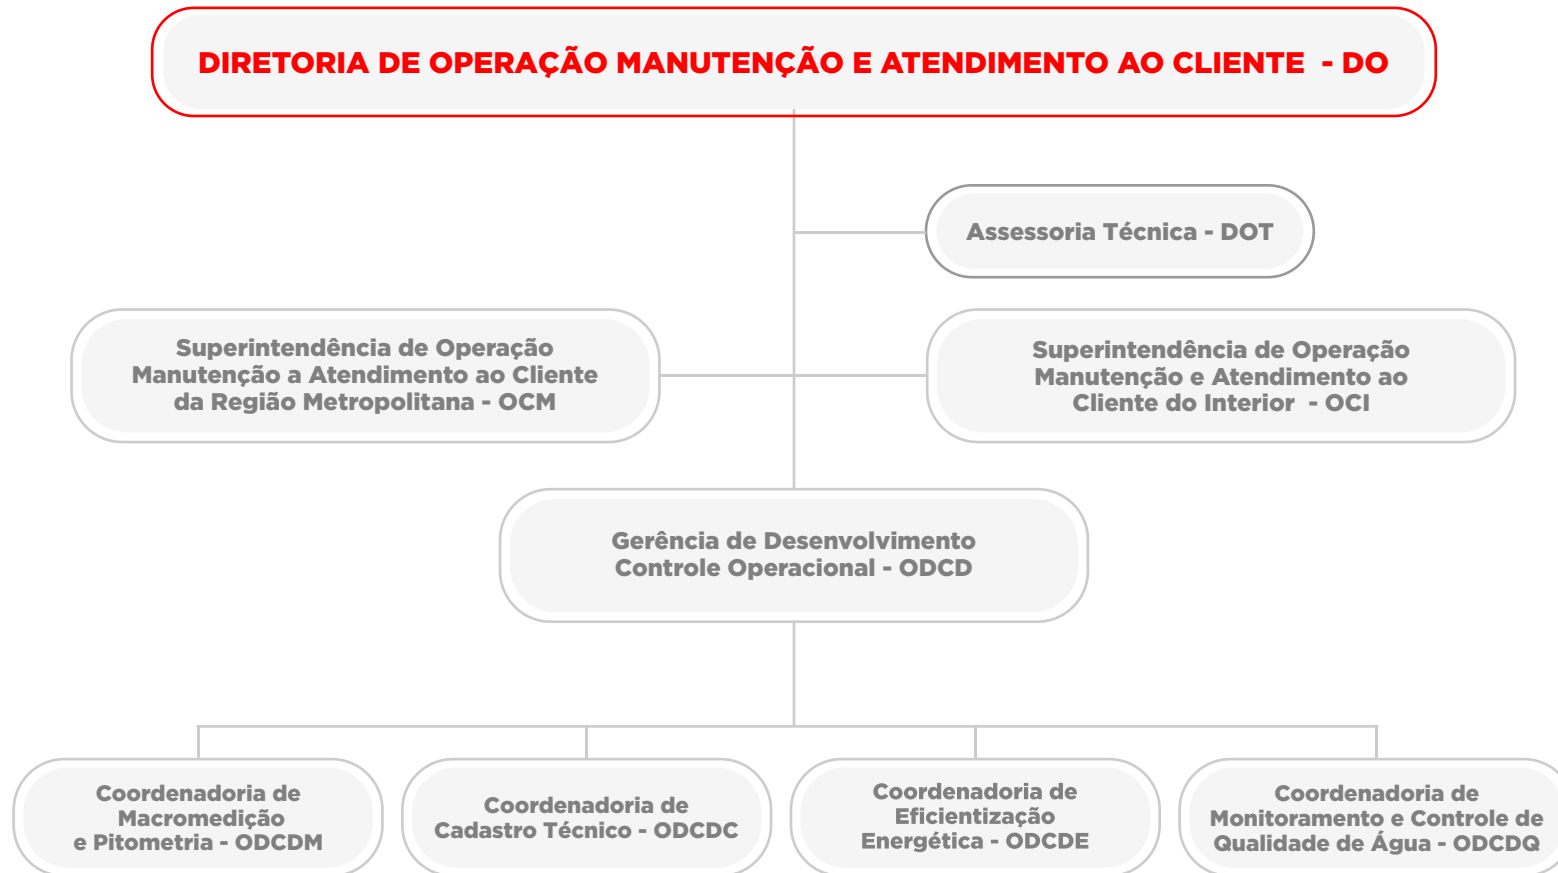 DIRETORIA DE OPERAÇÃO MANUTENÇÃO E ATENDIMENTO AO CLIENTE - DO
Assessoria Técnica - DOT
Superintendência de Operação
Manutenção a Atendimento ao Cliente
da Região Metropolitana - OCM
Superintendência de Operação
Manutenção e Atendimento ao
Cliente do Interior - OCI
Gerência de Desenvolvimento
Controle Operacional - ODCD
Coordenadoria de
Macromedição
e Pitometria - ODCDM
Coordenadoria de
Cadastro Técnico - ODCDC
Coordenadoria de
Eficientização
Energética - ODCDE
Coordenadoria de
Monitoramento e Controle de
Qualidade de Água - ODCDQ